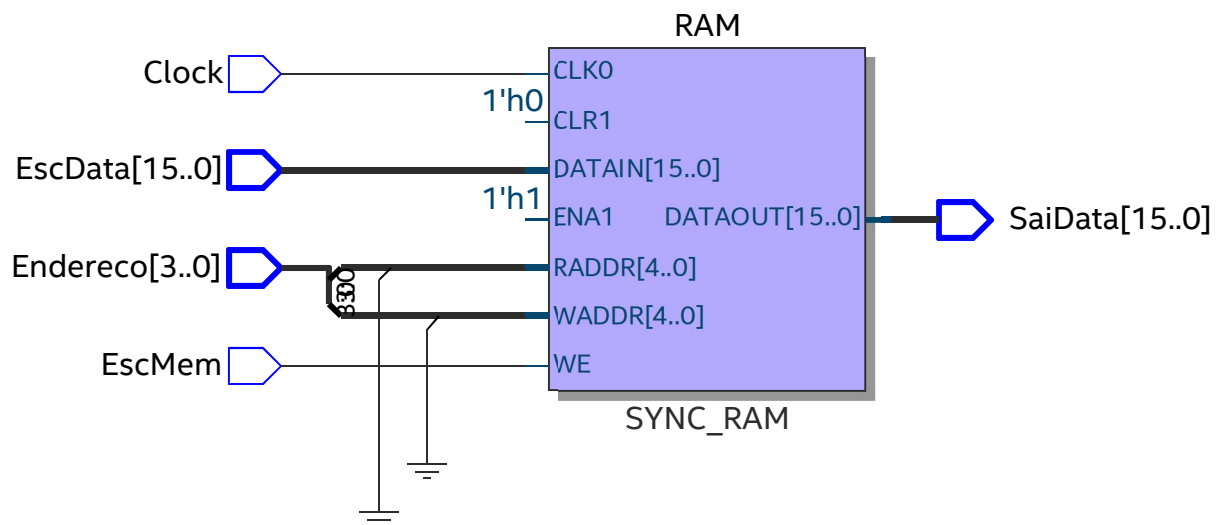 RAM
Clock
CLK0
1'h0
CLR1
EscData[15..0]
DATAIN[15..0]
1'h1
ENA1
DATAOUT[15..0]
SaiData[15..0]
Endereco[3..0]
RADDR[4..0]
WADDR[4..0]
EscMem
WE
SYNC_RAM